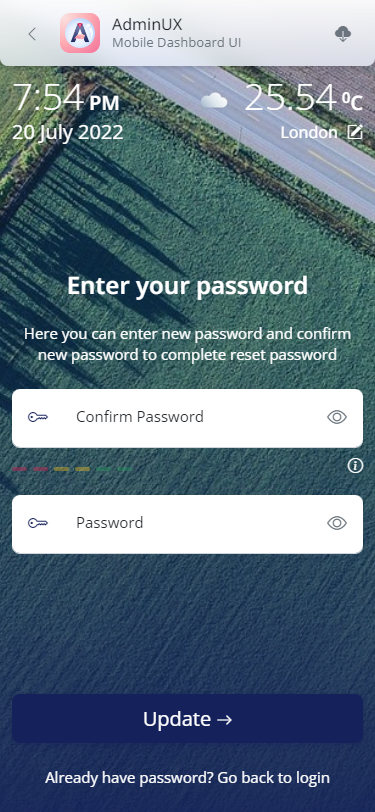 AdminUX
Mobile Dashboard UI
7:54 PM
25.54 ⁰C
20 July 2022
London
Enter your password
Here you can enter new password and confirm
new password to complete reset password
Confirm Password
Password
Update →
Already have password? Go back to login